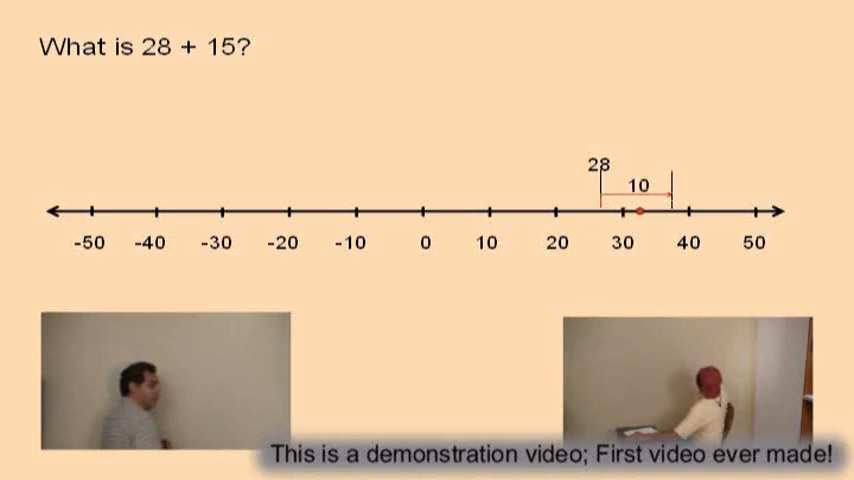 What is 28 + 15?
28
10
-50 -40 -30 -20 -10 0 10 20 30 40 50
This is a demonstration video; First video ever made!